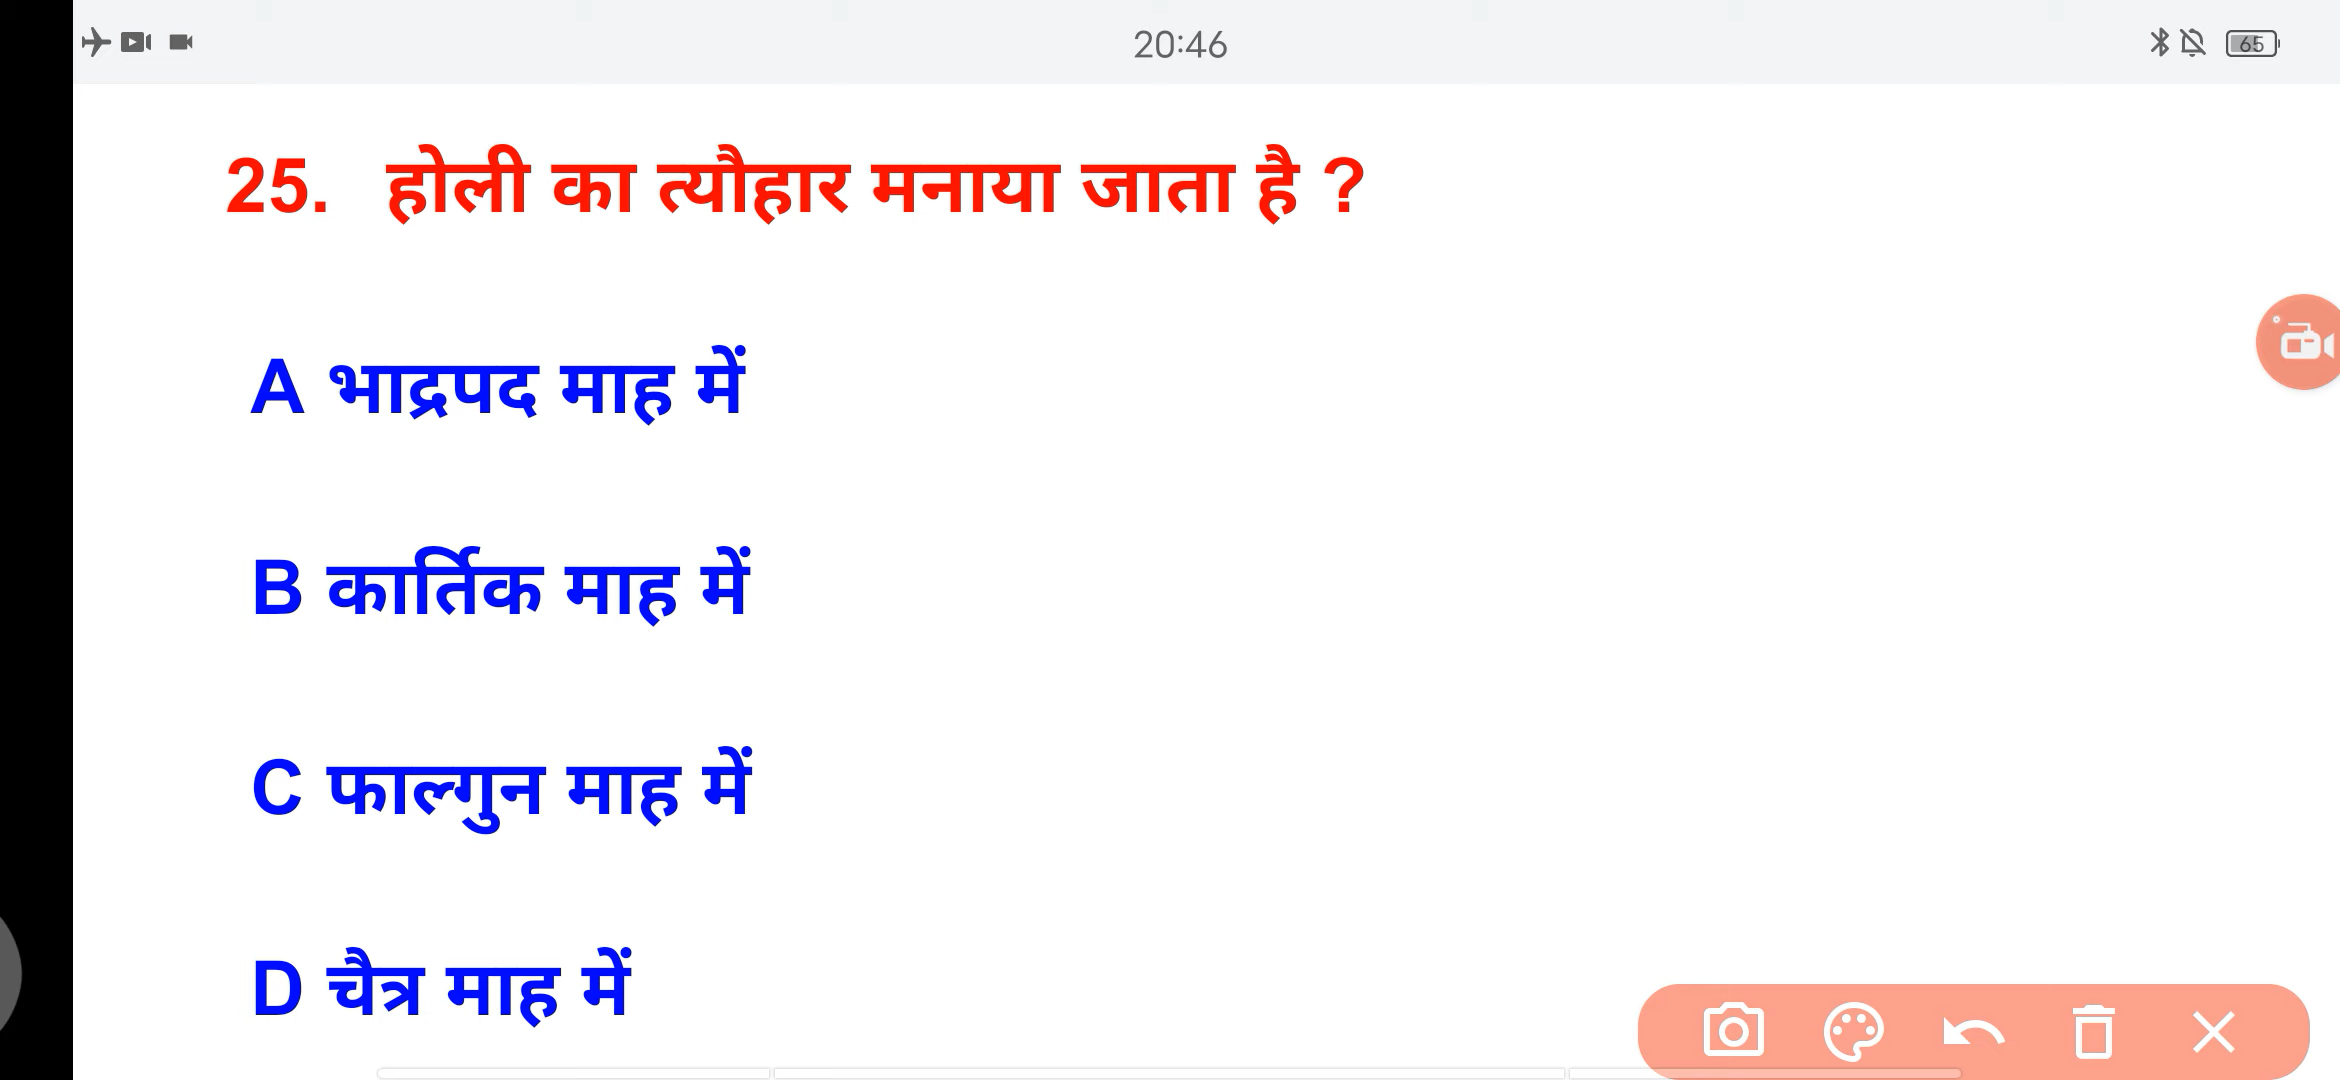 20:46
65
25. होली का त्यौहार मनाया जाता है ?
A भाद्रपद माह में
B कार्तिक माह में
C फाल्गुन माह में
D चैत्र माह में